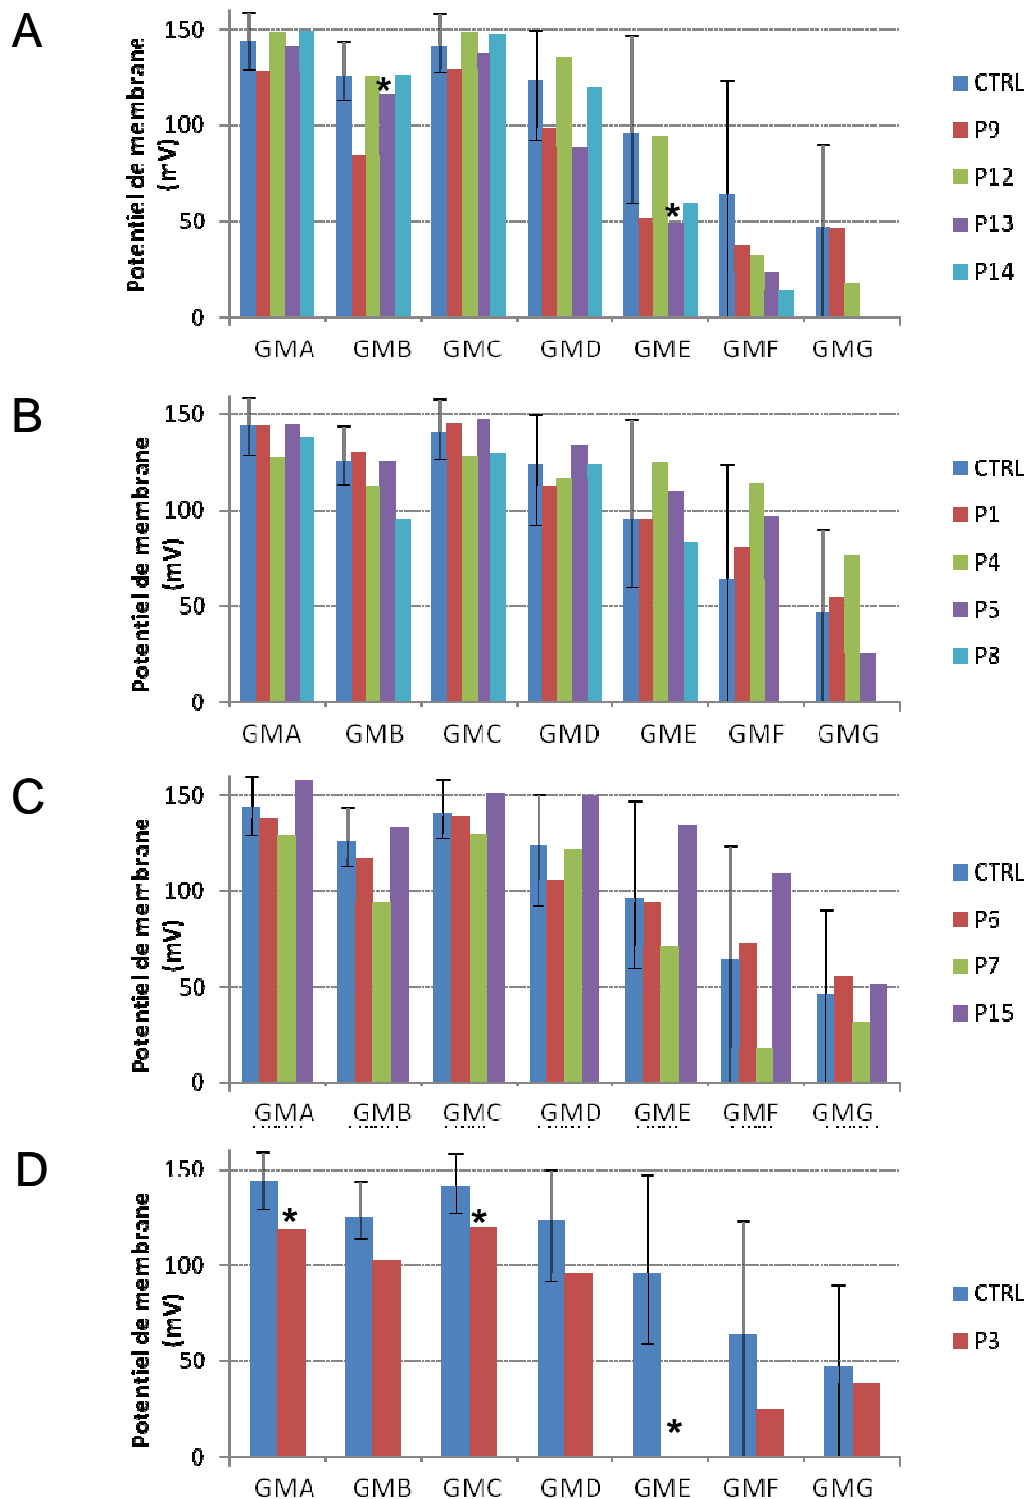 A
Potentiel de membrane
(mV)
150
100
50
0
GMA GMB GMC GMD GME GMF GMG
*
*
CTRL
P9
P12
P13
P14
B
Potentiel de membrane
(mV)
150
100
50
0
GMA GMB GMC GMD GME GMF GMG
CTRL
P1
P4
P5
P8
C
Potentiel de membrane
(mV)
150
100
50
0
GMA GMB GMC GMD GME GMF GMG
CTRL
P6
P7
P15
D
Potentiel de membrane
(mV)
150
100
50
0
GMA GMB GMC GMD GME GMF GMG
*
*
*
CTRL
P3